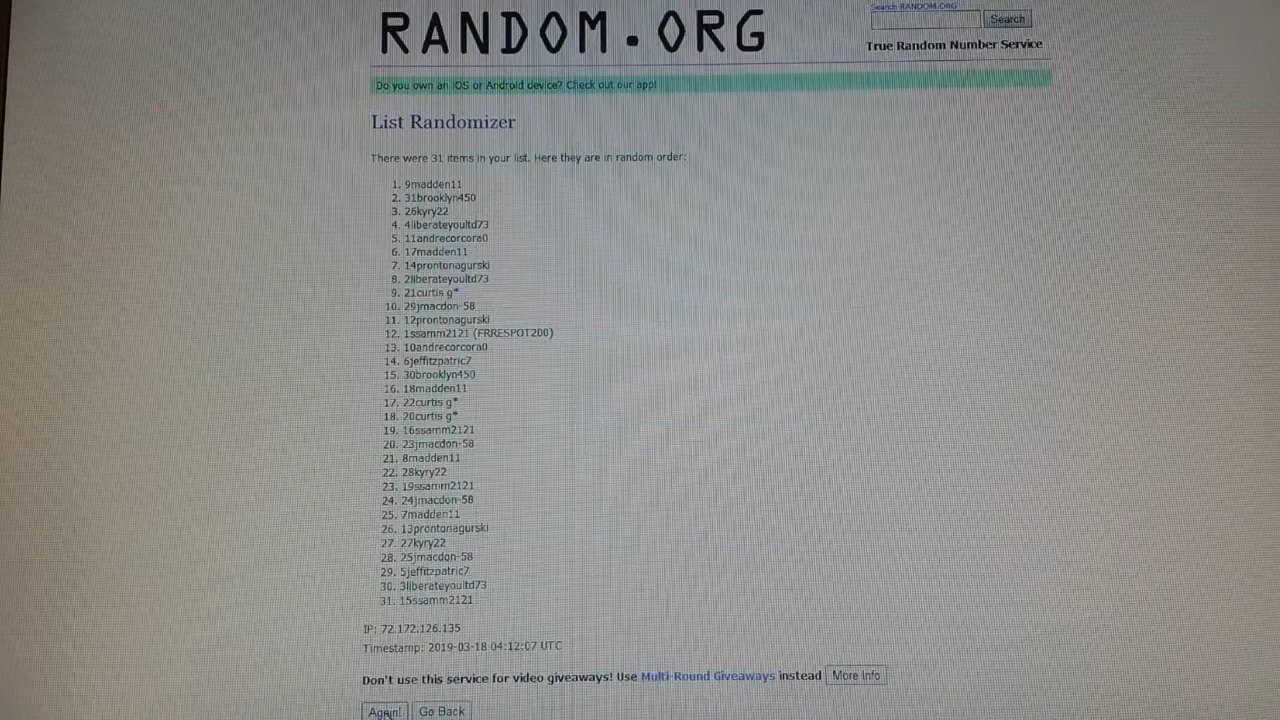 Search RANDOM.ORG
RANDOM.ORG
Search
True Random Number Service
Do you own an iOS or Android device? Check out our app!
List Randomizer
There were 31 items in your list. Here they are in random order:
1. 9madden11
2. 31brooklyn450
3. 26kyry22
4. 4liberateyoultd73
5. 11andrecorcora0
6. 17madden11
7. 14prontonagurski
8. 2liberateyoultd73
9. 21curtis g*
10. 29jmacdon-58
11. 12prontonagurski
12. 1ssamm2121 (FRRESPOT200)
13. 10andrecorcora0
14. 6jeffitzpatric7
15. 30brooklyn450
16. 18madden11
17. 22curtis g*
18. 20curtis g*
19. 16ssamm2121
20. 23jmacdon-58
21. 8madden11
22. 28kyry22
23. 19ssamm2121
24. 24jmacdon-58
25. 7madden11
26. 13prontonagurski
27. 27kyry22
28. 25jmacdon-58
29. 5jeffitzpatric7
30. 3liberateyoultd73
31. 15ssamm2121
IP: 72.172.126.135
Timestamp: 2019-03-18 04:12:07 UTC
Don't use this service for video giveaways! Use Multi-Round Giveaways instead More Info
Again! Go Back